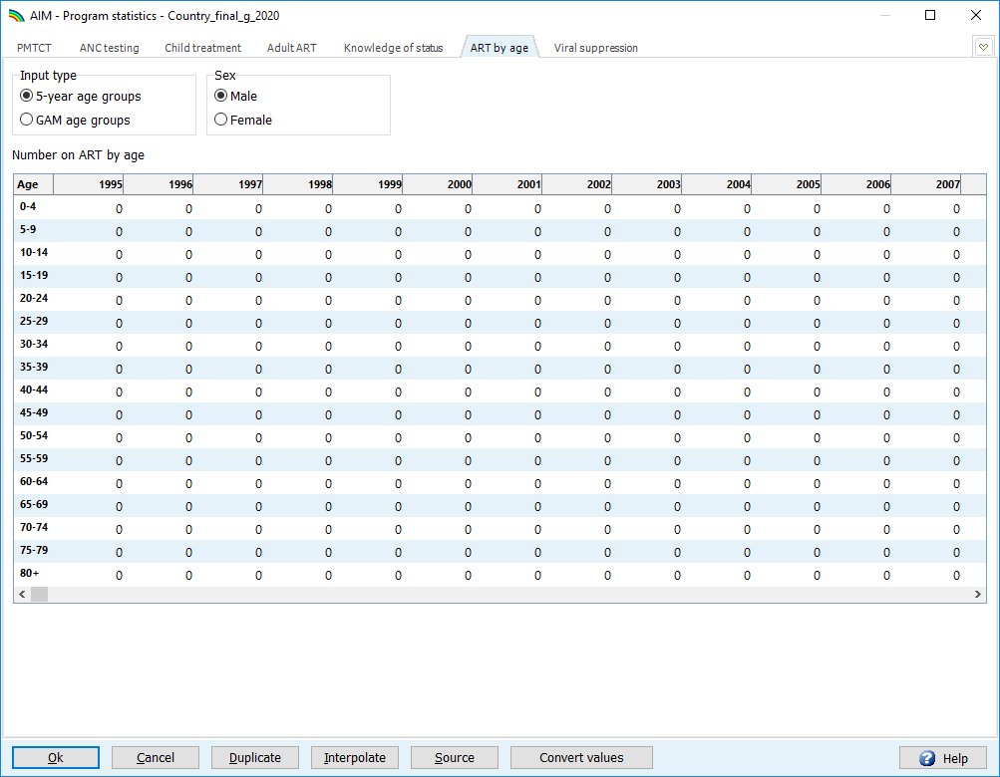 AIM - Program statistics - Country_final_g_2020
PMTCT ANC testing Child treatment Adult ART Knowledge of status ART by age Viral suppression
Input type Sex
5-year age groups Male
GAM age groups Female
Number on ART by age
Age 1995 1996 1997 1998 1999 2000 2001 2002 2003 2004 2005 2006 2007
0-4 0 0 0 0 0 0 0 0 0 0 0 0 0
5-9 0 0 0 0 0 0 0 0 0 0 0 0 0
10-14 0 0 0 0 0 0 0 0 0 0 0 0 0
15-19 0 0 0 0 0 0 0 0 0 0 0 0 0
20-24 0 0 0 0 0 0 0 0 0 0 0 0 0
25-29 0 0 0 0 0 0 0 0 0 0 0 0 0
30-34 0 0 0 0 0 0 0 0 0 0 0 0 0
35-39 0 0 0 0 0 0 0 0 0 0 0 0 0
40-44 0 0 0 0 0 0 0 0 0 0 0 0 0
45-49 0 0 0 0 0 0 0 0 0 0 0 0 0
50-54 0 0 0 0 0 0 0 0 0 0 0 0 0
55-59 0 0 0 0 0 0 0 0 0 0 0 0 0
60-64 0 0 0 0 0 0 0 0 0 0 0 0 0
65-69 0 0 0 0 0 0 0 0 0 0 0 0 0
70-74 0 0 0 0 0 0 0 0 0 0 0 0 0
75-79 0 0 0 0 0 0 0 0 0 0 0 0 0
80+ 0 0 0 0 0 0 0 0 0 0 0 0 0
Ok Cancel Duplicate Interpolate Source Convert values Help